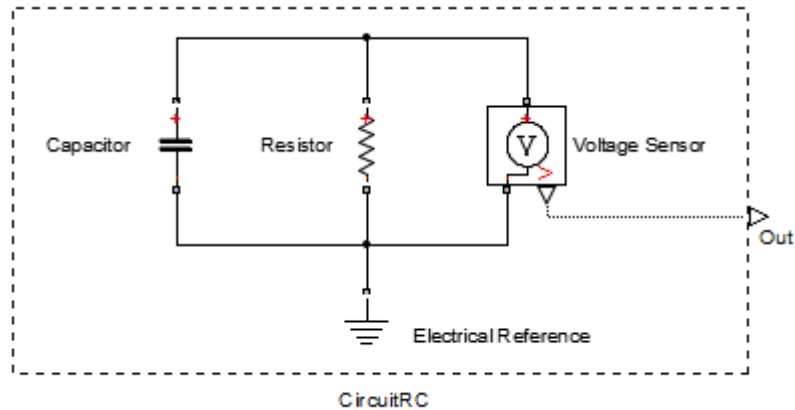 Capacitor
Resistor
V
Voltage Sensor
Out
Electrical Reference
CircuitRC